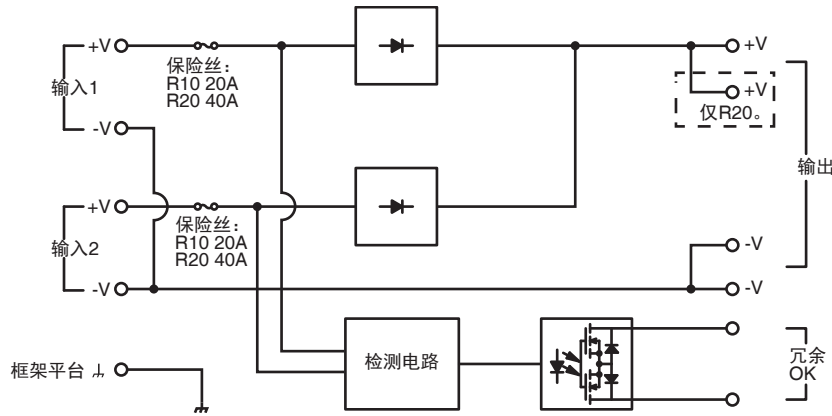 +V
输入1
-V
保险丝:
R10 20A
R20 40A
+V
输入2
-V
保险丝:
R10 20A
R20 40A
框架平台
检测电路
+V
+V
仅R20。
输出
-V
-V
冗余
OK